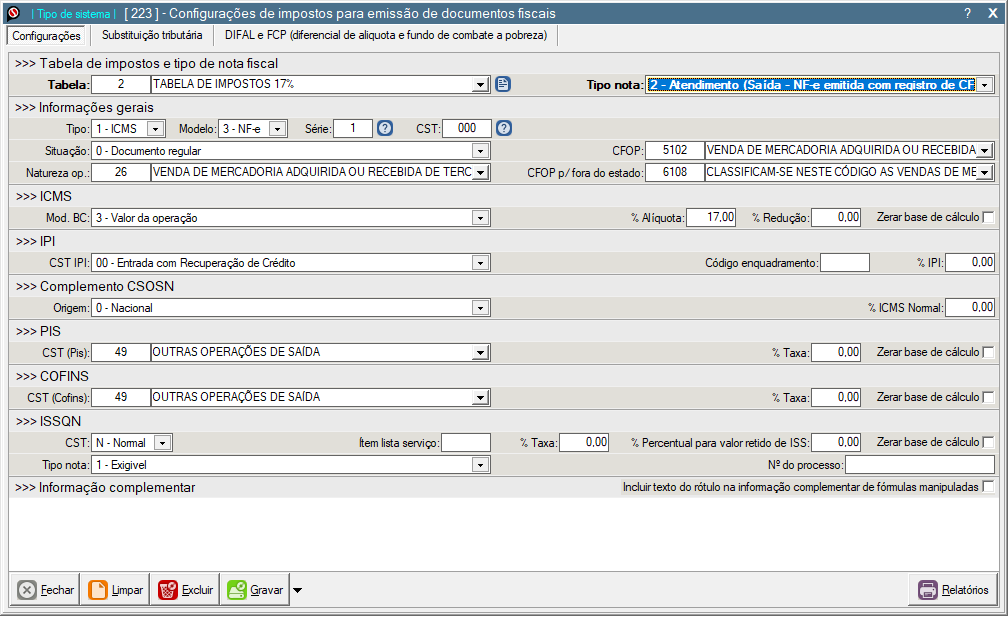 | Tipo de sistema | [ 223 ] - Configurações de impostos para emissão de documentos fiscais ? X
Configurações Substituição tributária DIFAL e FCP (diferencial de aliquota e fundo de combate a pobreza)
>>> Tabela de impostos e tipo de nota fiscal
Tabela: 2 TABELA DE IMPOSTOS 17% Tipo nota: 2 - Atendimento (Saída - NF-e emitida com registro de CF
>>> Informações gerais
Tipo: 1 - ICMS Modelo: 3 - NF-e Série: 1 ? CST: 000 ?
Situação: 0 - Documento regular CFOP: 5102 VENDA DE MERCADORIA ADQUIRIDA OU RECEBIDA
Natureza op.: 26 VENDA DE MERCADORIA ADQUIRIDA OU RECEBIDA DE TERC CFOP p/ fora do estado: 6108 CLASSIFICAM-SE NESTE CÓDIGO AS VENDAS DE ME
>>> ICMS
Mod. BC: 3 - Valor da operação % Alíquota: 17,00 % Redução: 0,00 Zerar base de cálculo
>>> IPI
CST IPI: 00 - Entrada com Recuperação de Crédito Código enquadramento: % IPI: 0,00
>>> Complemento CSOSN
Origem: 0 - Nacional % ICMS Normal: 0,00
>>> PIS
CST (Pis): 49 OUTRAS OPERAÇÕES DE SAÍDA % Taxa: 0,00 Zerar base de cálculo
>>> COFINS
CST (Cofins): 49 OUTRAS OPERAÇÕES DE SAÍDA % Taxa: 0,00 Zerar base de cálculo
>>> ISSQN
CST: N - Normal Ítem lista serviço: % Taxa: 0,00 % Percentual para valor retido de ISS: 0,00 Zerar base de cálculo
Tipo nota: 1 - Exigivel Nº do processo:
>>> Informação complementar Incluir texto do rótulo na informação complementar de fórmulas manipuladas
Fechar Limpar Excluir Gravar Relatórios